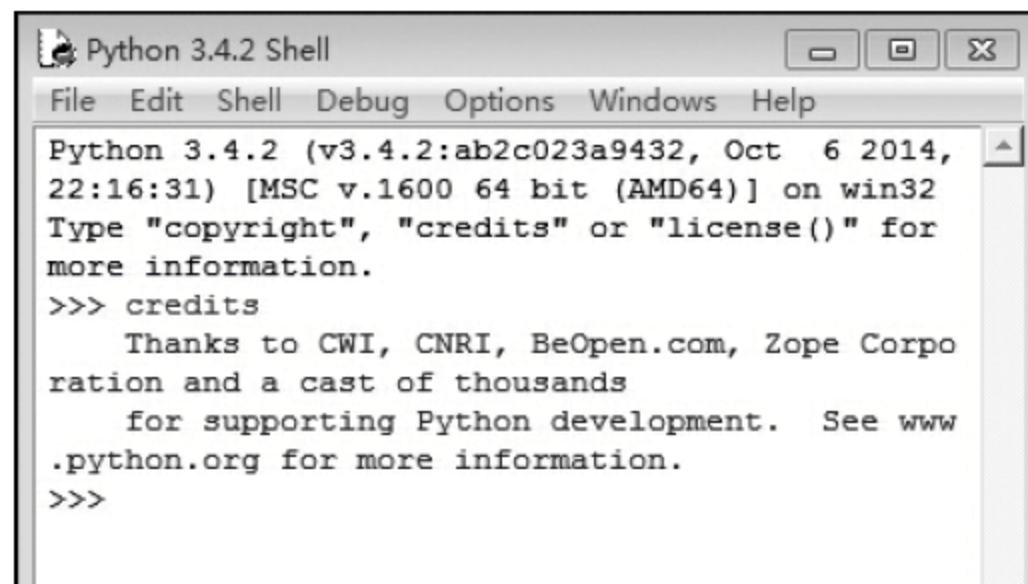 Python 3.4.2 Shell
File Edit Shell Debug Options Windows Help
Python 3.4.2 (v3.4.2:ab2c023a9432, Oct  6 2014,
22:16:31) [MSC v.1600 64 bit (AMD64)] on win32
Type "copyright", "credits" or "license()" for
more information.
>>> credits
    Thanks to CWI, CNRI, BeOpen.com, Zope Corpo
ration and a cast of thousands
    for supporting Python development.  See www
.python.org for more information.
>>>